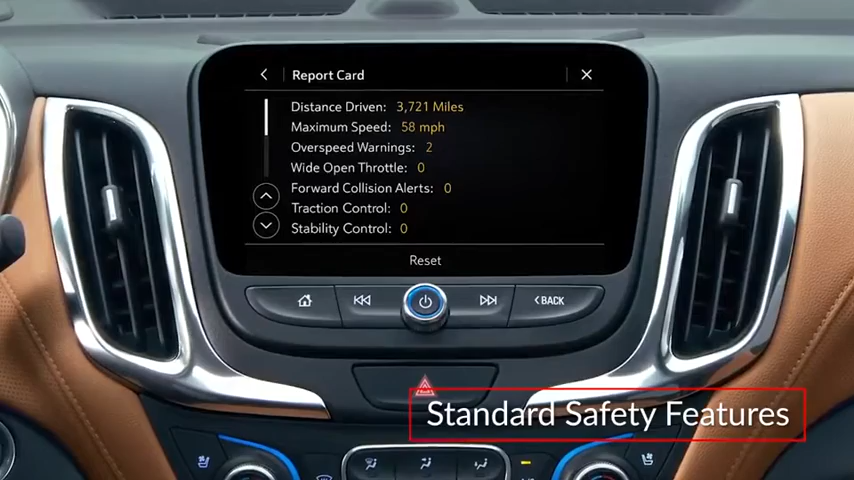 Report Card
Distance Driven: 3,721 Miles
Maximum Speed: 58 mph
Overspeed Warnings: 2
Wide Open Throttle: 0
Forward Collision Alerts: 0
Traction Control: 0
Stability Control: 0
Reset
BACK
Standard Safety Features